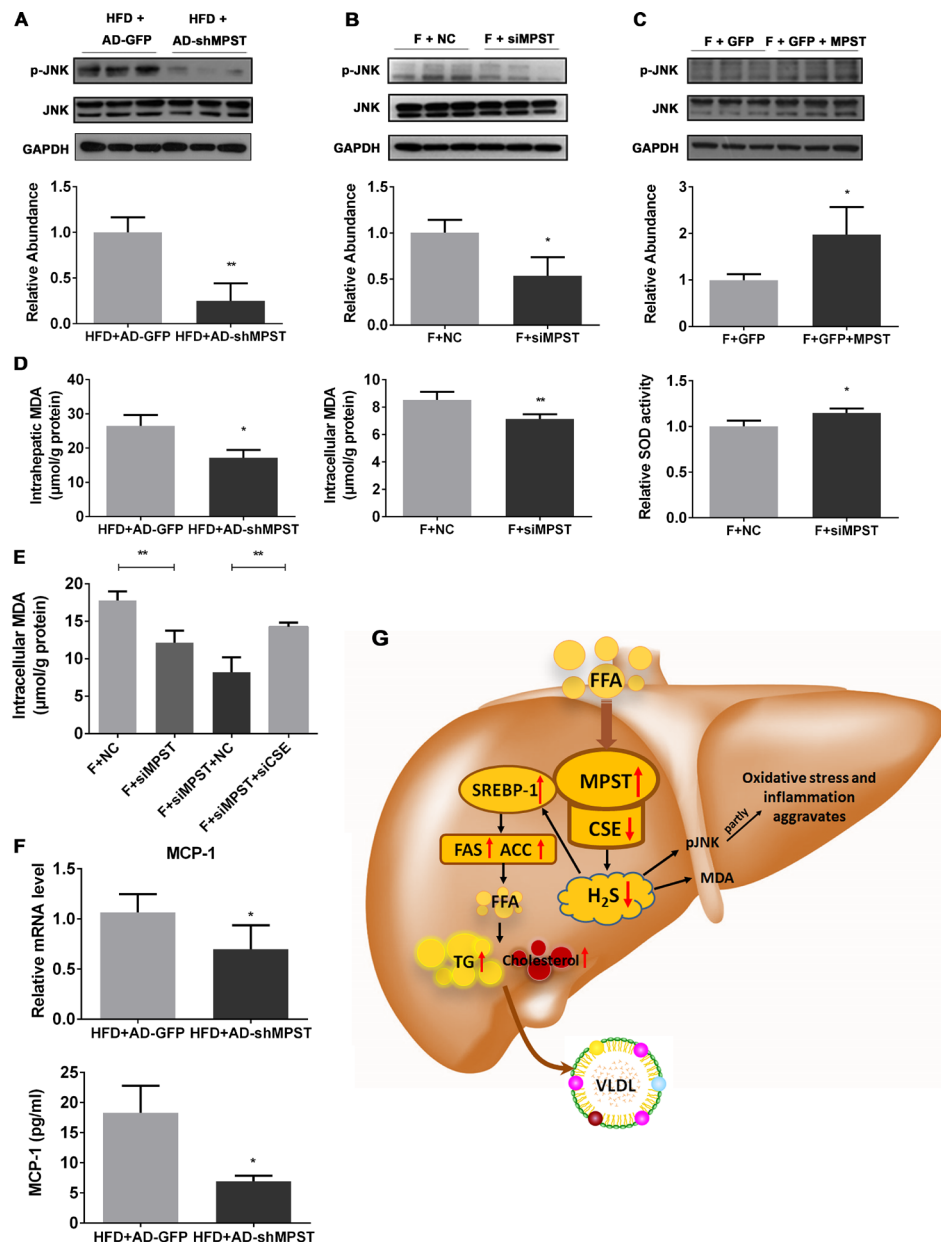 A
HFD +
AD-GFP
HFD +
AD-shMPST
p-JNK
JNK
GAPDH
Relative Abundance
1.5
1.0
0.5
0.0
**
HFD+AD-GFP
HFD+AD-shMPST
B
F + NC
F + siMPST
p-JNK
JNK
GAPDH
Relative Abundance
1.5
1.0
0.5
0.0
*
F+NC
F+siMPST
C
F + GFP
F + GFP + MPST
p-JNK
JNK
GAPDH
Relative Abundance
3
2
1
0
*
F+GFP
F+GFP+MPST
D
Intrahepatic MDA
(μmol/g protein)
40
30
20
10
0
*
HFD+AD-GFP
HFD+AD-shMPST
Intracellular MDA
(μmol/g protein)
10
8
6
4
2
0
**
F+NC
F+siMPST
Relative SOD activity
1.5
1.0
0.5
0.0
*
F+NC
F+siMPST
E
Intracellular MDA
(μmol/g protein)
20
15
10
5
0
**
**
F+NC
F+siMPST
F+siMPST+NC
F+siMPST+siCSE
F
MCP-1
Relative mRNA level
1.5
1.0
0.5
0.0
*
HFD+AD-GFP
HFD+AD-shMPST
MCP-1 (pg/ml)
25
20
15
10
5
0
*
HFD+AD-GFP
HFD+AD-shMPST
G
FFA
MPST
SREBP-1
CSE
FAS ACC
H₂S
FFA
TG
Cholesterol
pJNK
MDA
partly
Oxidative stress and
inflammation
aggravates
VLDL